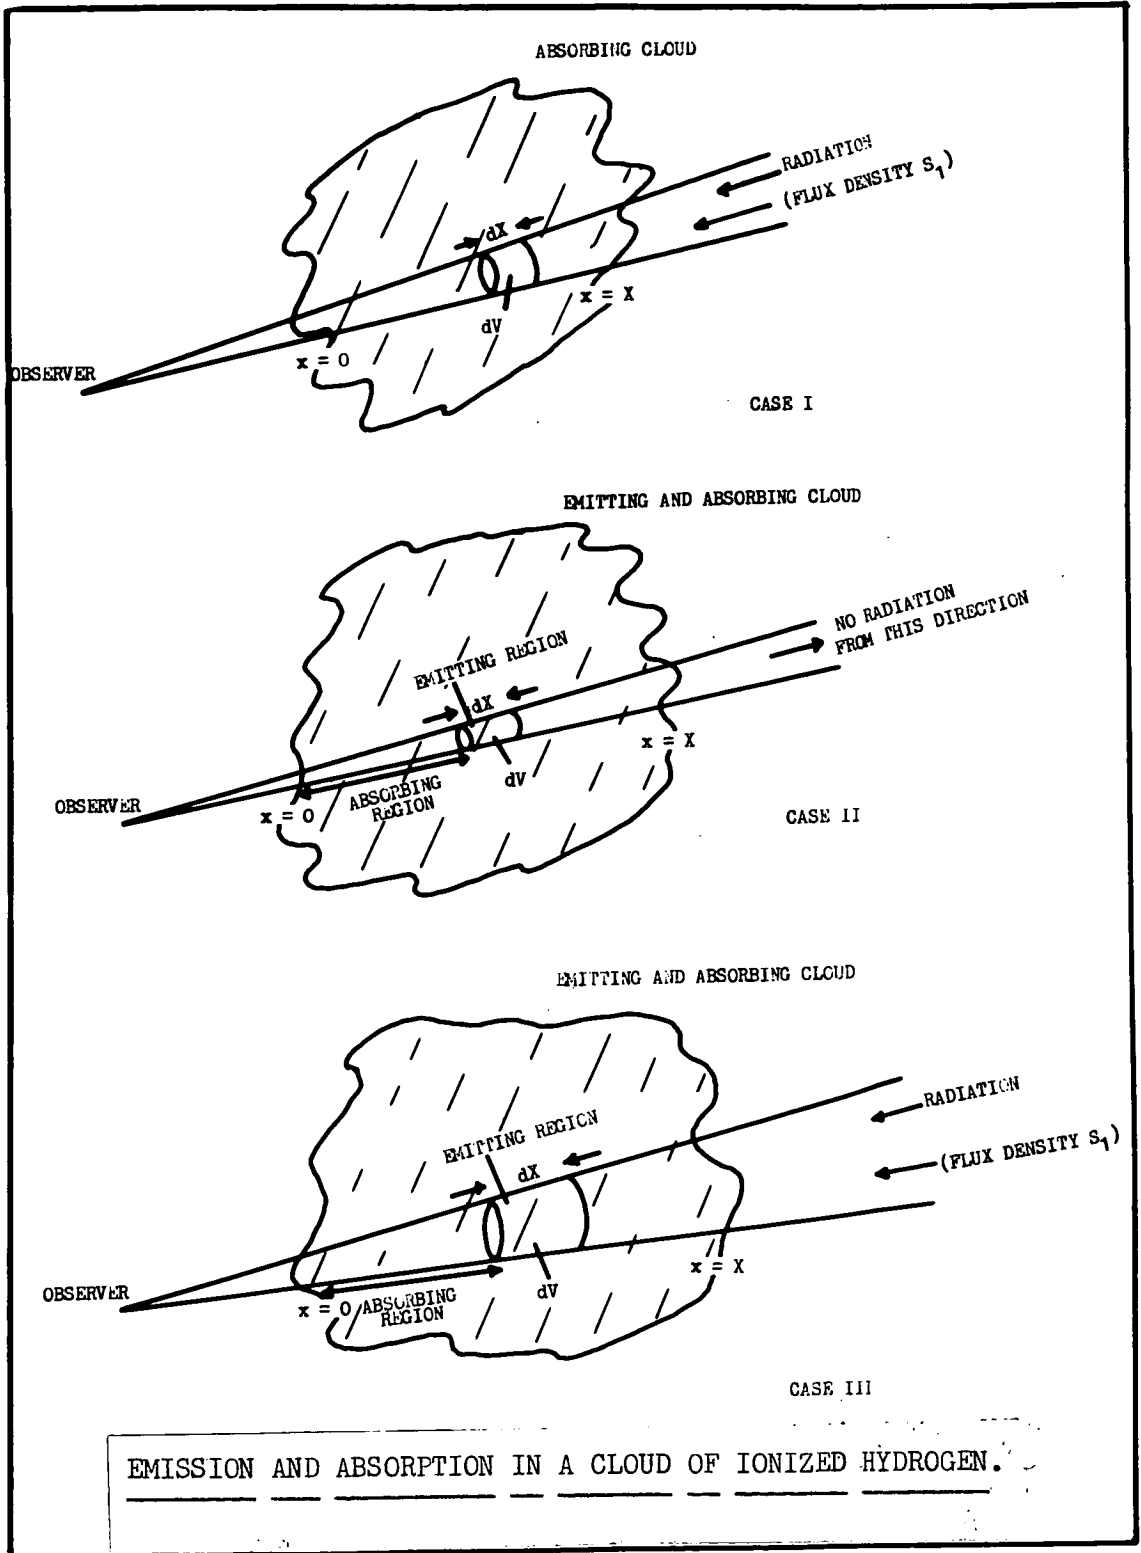 ABSORBING CLOUD
RADIATION
(FLUX DENSITY S₁)
dX
x = X
dV
x = 0
OBSERVER
CASE I
EMITTING AND ABSORBING CLOUD
NO RADIATION
FROM THIS DIRECTION
EMITTING REGION
dX
x = X
dV
ABSORBING
REGION
OBSERVER
x = 0
CASE II
EMITTING AND ABSORBING CLOUD
RADIATION
(FLUX DENSITY S₁)
EMITTING REGION
dX
x = X
dV
OBSERVER
x = 0
ABSORBING
REGION
CASE III
EMISSION AND ABSORPTION IN A CLOUD OF IONIZED HYDROGEN.